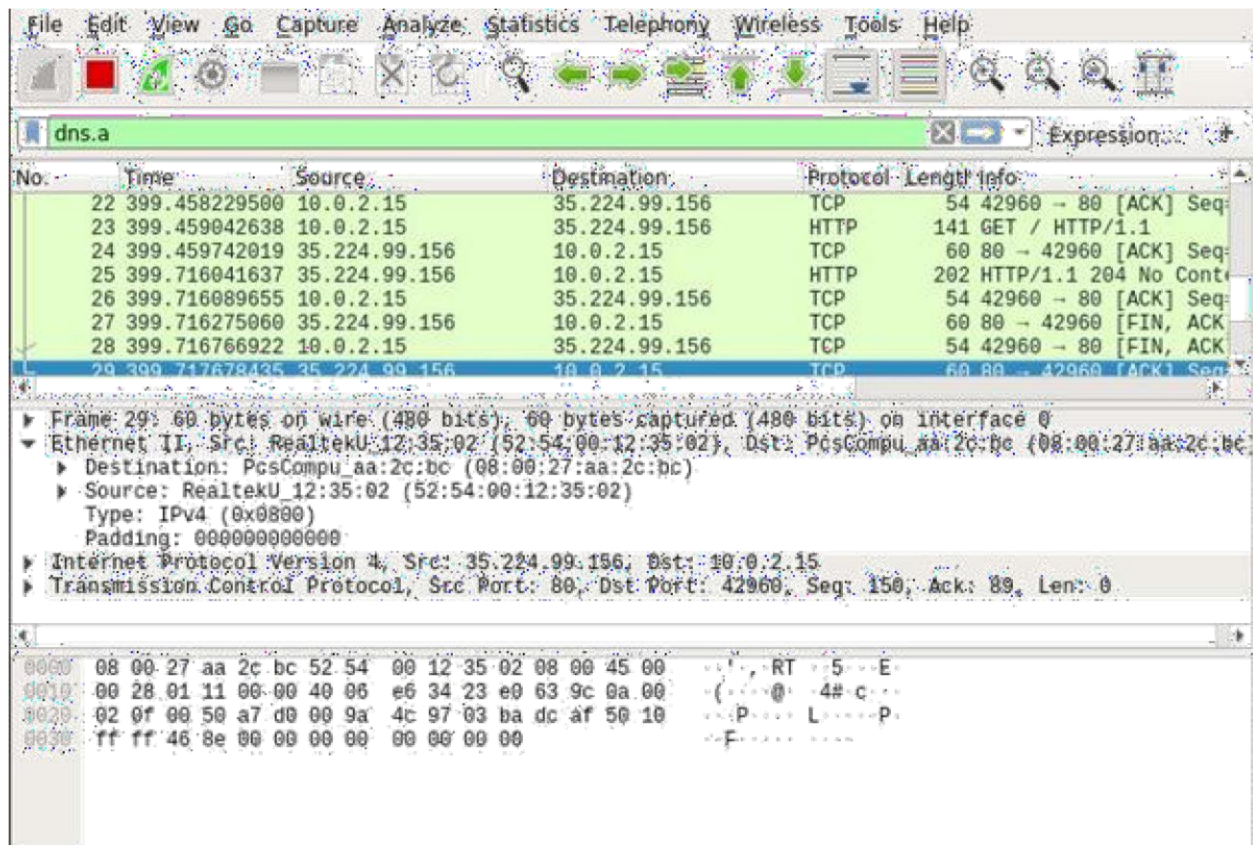 File Edit View Go Capture Analyze Statistics Telephony Wireless Tools Help
dns.a Expression... +
No. Time Source Destination Protocol Length Info
22 399.458229500 10.0.2.15 35.224.99.156 TCP 54 42960 → 80 [ACK] Seq=
23 399.459042638 10.0.2.15 35.224.99.156 HTTP 141 GET / HTTP/1.1
24 399.459742019 35.224.99.156 10.0.2.15 TCP 60 80 → 42960 [ACK] Seq=
25 399.716041637 35.224.99.156 10.0.2.15 HTTP 202 HTTP/1.1 204 No Conte
26 399.716089655 10.0.2.15 35.224.99.156 TCP 54 42960 → 80 [ACK] Seq=
27 399.716275060 35.224.99.156 10.0.2.15 TCP 60 80 → 42960 [FIN, ACK
28 399.716766922 10.0.2.15 35.224.99.156 TCP 54 42960 → 80 [FIN, ACK
29 399.717678435 35.224.99.156 10.0.2.15 TCP 60 80 → 42960 [ACK] Seq=
Frame 29: 60 bytes on wire (480 bits), 60 bytes captured (480 bits) on interface 0
Ethernet II, Src: RealtekU_12:35:02 (52:54:00:12:35:02), Dst: PcsCompu_aa:2c:bc (08:00:27:aa:2c:bc
Destination: PcsCompu_aa:2c:bc (08:00:27:aa:2c:bc)
Source: RealtekU_12:35:02 (52:54:00:12:35:02)
Type: IPv4 (0x0800)
Padding: 000000000000
Internet Protocol Version 4, Src: 35.224.99.156, Dst: 10.0.2.15
Transmission Control Protocol, Src Port: 80, Dst Port: 42960, Seq: 150, Ack: 89, Len: 0
0000 08 00 27 aa 2c bc 52 54 00 12 35 02 08 00 45 00 ··'·,·RT ··5···E·
0010 00 28 01 11 00 00 40 06 e6 34 23 e0 63 9c 0a 00 ·(····@· ·4#·c···
0020 02 0f 00 50 a7 d0 00 9a 4c 97 03 ba dc af 50 10 ···P···· L·····P·
0030 ff ff 46 8e 00 00 00 00 00 00 00 00 ··F····· ····